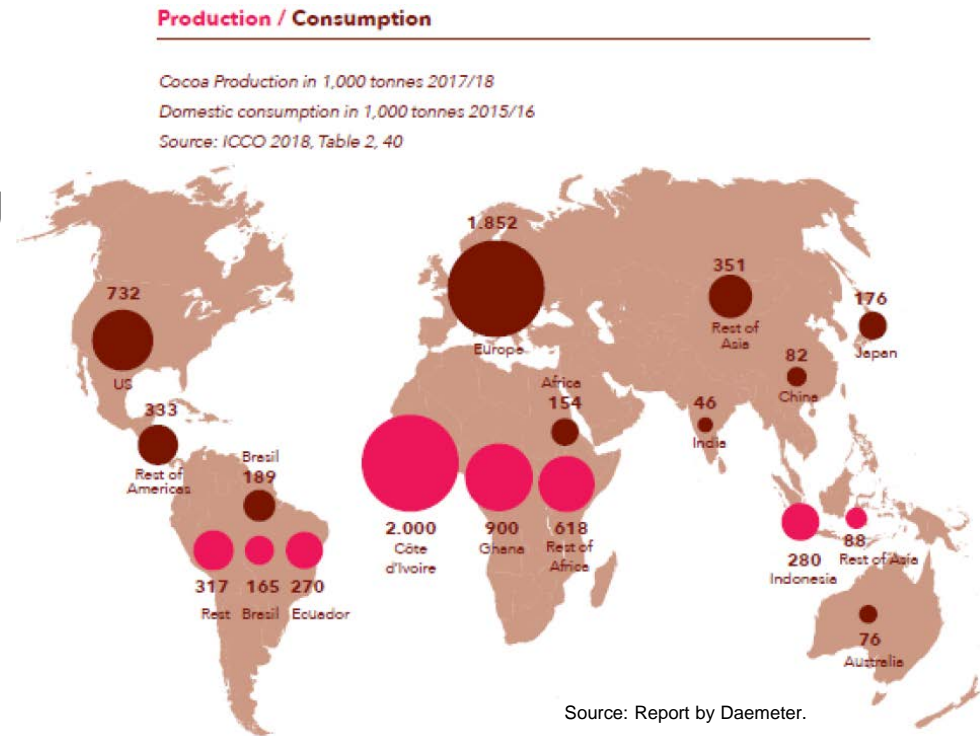 Production / Consumption
Cocoa Production in 1,000 tonnes 2017/18
Domestic consumption in 1,000 tonnes 2015/16
Source: ICCO 2018, Table 2, 40
732
US
333
Rest of
Americas
Brasil
189
317
Rest
165
Brasil
270
Ecuador
1.852
Europe
Africa
154
2.000
Côte
d'Ivoire
900
Ghana
618
Rest of
Africa
351
Rest of
Asia
176
Japan
82
China
46
India
280
Indonesia
88
Rest of Asia
76
Australia
Source: Report by Daemeter.